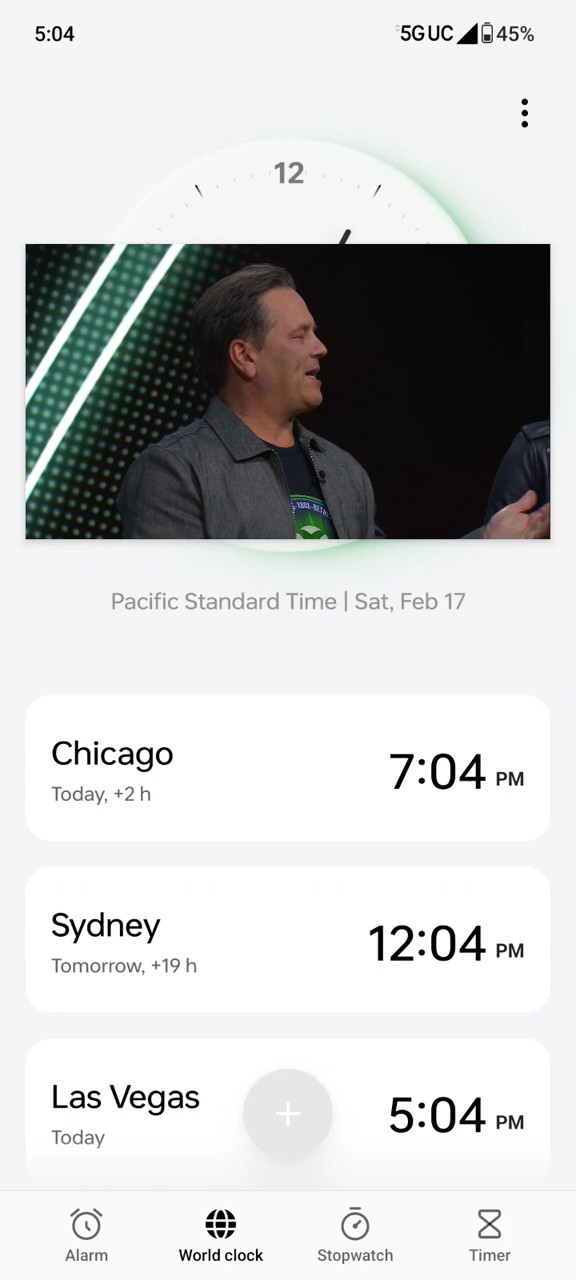 5:04
5G UC
45%
12
XBOX
Pacific Standard Time | Sat, Feb 17
Chicago
Today, +2 h
7:04 PM
Sydney
Tomorrow, +19 h
12:04 PM
Las Vegas
Today
5:04 PM
Alarm
World clock
Stopwatch
Timer